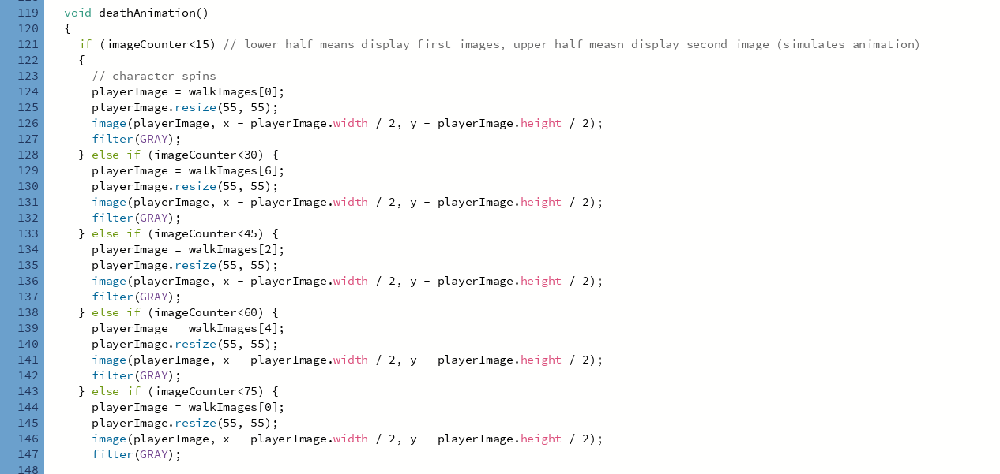 119 void deathAnimation()
120 {
121 if (imageCounter<15) // lower half means display first images, upper half measn display second image (simulates animation)
122 {
123 // character spins
124 playerImage = walkImages[0];
125 playerImage.resize(55, 55);
126 image(playerImage, x - playerImage.width / 2, y - playerImage.height / 2);
127 filter(GRAY);
128 } else if (imageCounter<30) {
129 playerImage = walkImages[6];
130 playerImage.resize(55, 55);
131 image(playerImage, x - playerImage.width / 2, y - playerImage.height / 2);
132 filter(GRAY);
133 } else if (imageCounter<45) {
134 playerImage = walkImages[2];
135 playerImage.resize(55, 55);
136 image(playerImage, x - playerImage.width / 2, y - playerImage.height / 2);
137 filter(GRAY);
138 } else if (imageCounter<60) {
139 playerImage = walkImages[4];
140 playerImage.resize(55, 55);
141 image(playerImage, x - playerImage.width / 2, y - playerImage.height / 2);
142 filter(GRAY);
143 } else if (imageCounter<75) {
144 playerImage = walkImages[0];
145 playerImage.resize(55, 55);
146 image(playerImage, x - playerImage.width / 2, y - playerImage.height / 2);
147 filter(GRAY);
148